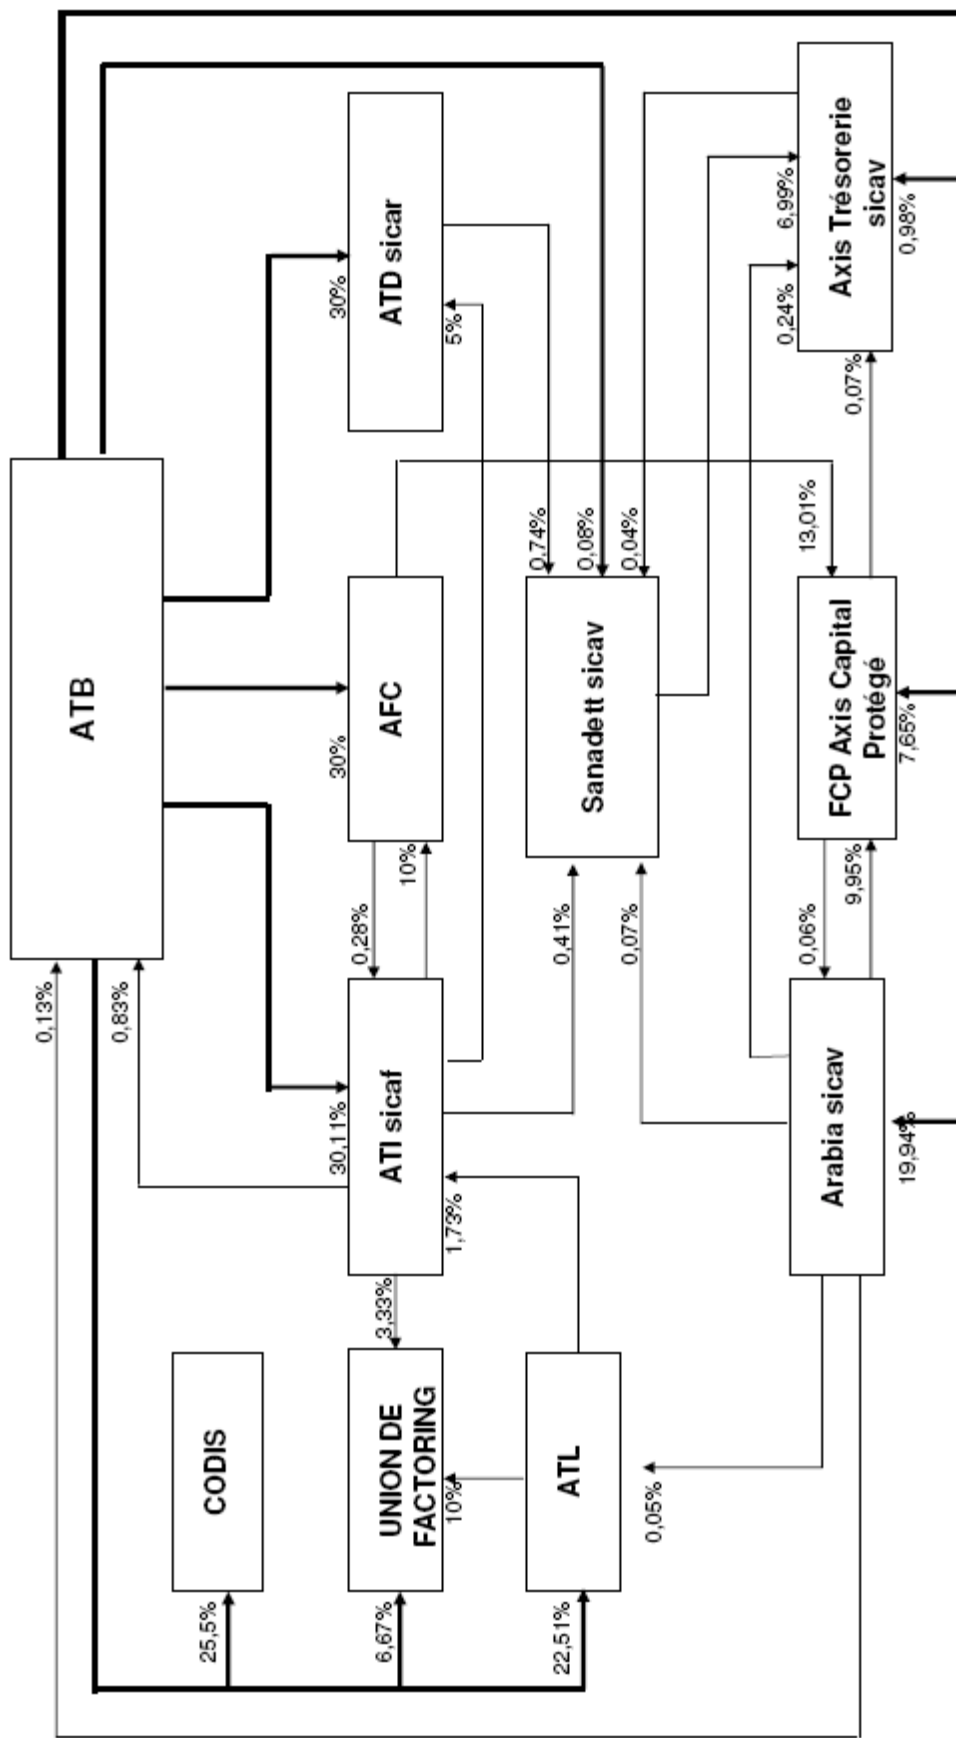 0,13%
ATB
0,83%
25,5%
CODIS
30,11%
30%
30%
6,67%
UNION DE
FACTORING
3,33%
ATI sicaf
0,28%
10%
AFC
ATD sicar
10%
1,73%
5%
22,51%
ATL
0,41%
0,07%
Sanadett sicav
0,74%
0,08%
0,04%
0,05%
0,24%
6,99%
Arabia sicav
0,06%
9,95%
FCP Axis Capital
Protégé
13,01%
0,07%
Axis Trésorerie
sicav
19,94%
7,65%
0,98%